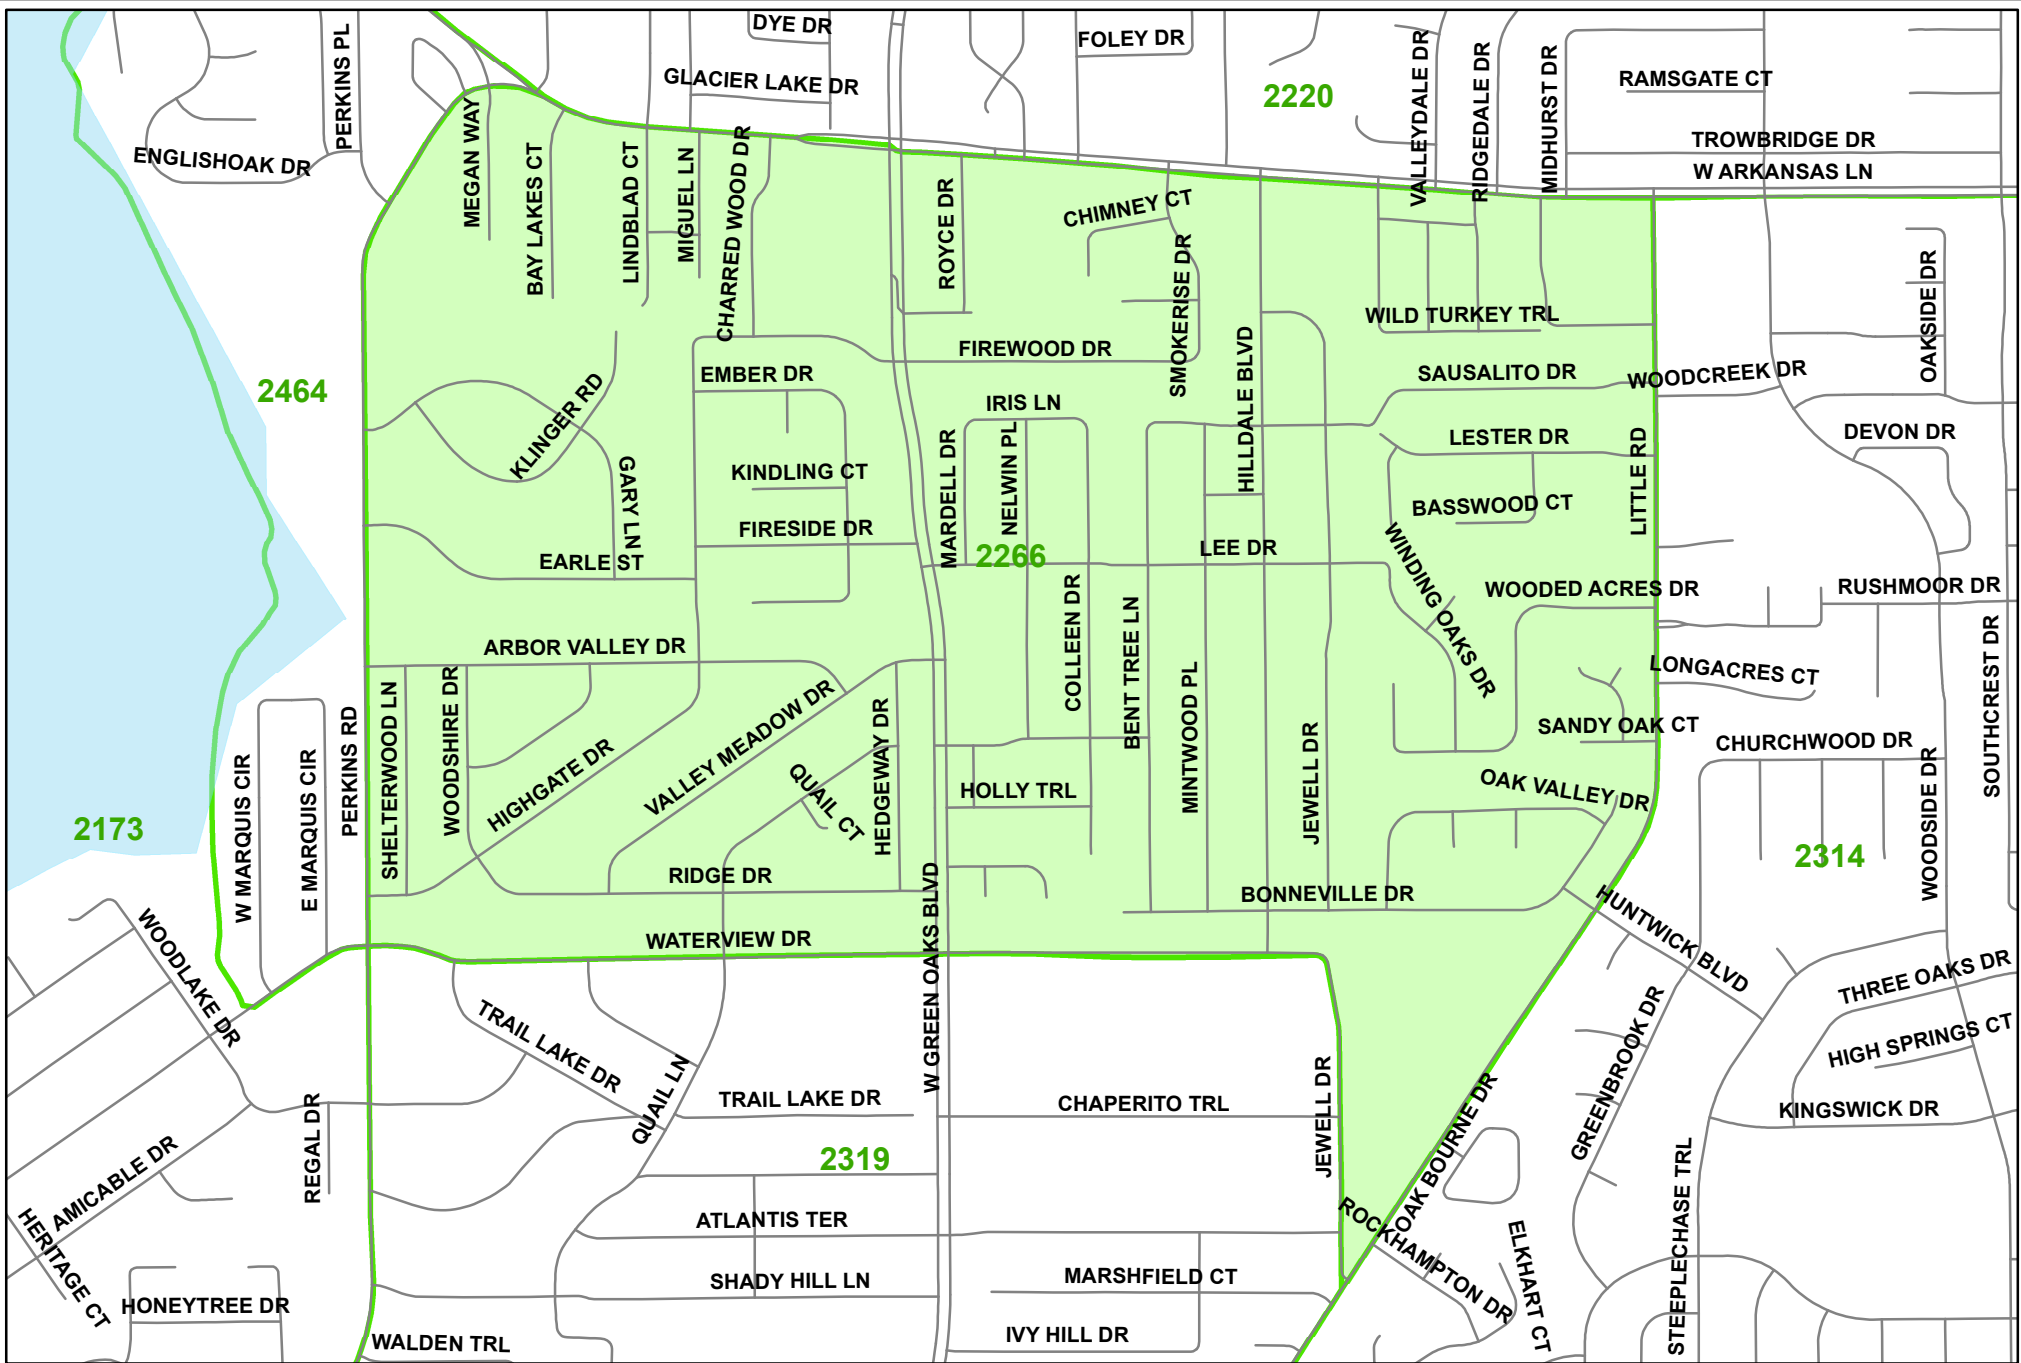 DYE DR
PERKINS PL
FOLEY DR
VALLEYDALE DR
RIDGEDALE DR
MIDHURST DR
GLACIER LAKE DR
2220
RAMSGATE CT
ENGLISHOAK DR
MEGAN WAY
TROWBRIDGE DR
W ARKANSAS LN
BAY LAKES CT
LINDBLAD CT
MIGUEL LN
CHARRED WOOD DR
ROYCE DR
CHIMNEY CT
SMOKERISE DR
OAKSIDE DR
WILD TURKEY TRL
HILLDALE BLVD
FIREWOOD DR
2464
EMBER DR
SAUSALITO DR
WOODCREEK DR
KLINGER RD
IRIS LN
LESTER DR
DEVON DR
MARDELL DR
NELWIN PL
LITTLE RD
GARY LN
KINDLING CT
BASSWOOD CT
FIRESIDE DR
EARLE ST
2266
LEE DR
WINDING OAKS DR
WOODED ACRES DR
RUSHMOOR DR
COLLEEN DR
BENT TREE LN
SOUTHCREST DR
ARBOR VALLEY DR
LONGACRES CT
SHELTERWOOD LN
WOODSHIRE DR
VALLEY MEADOW DR
MINTWOOD PL
PERKINS RD
HEDGEWAY DR
JEWELL DR
SANDY OAK CT
CHURCHWOOD DR
HIGHGATE DR
W MARQUIS CIR
E MARQUIS CIR
QUAIL CT
HOLLY TRL
OAK VALLEY DR
WOODSIDE DR
2173
2314
RIDGE DR
W GREEN OAKS BLVD
BONNEVILLE DR
HUNTWICK BLVD
WOODLAKE DR
WATERVIEW DR
THREE OAKS DR
TRAIL LAKE DR
GREENBROOK DR
HIGH SPRINGS CT
QUAIL LN
TRAIL LAKE DR
CHAPERITO TRL
JEWELL DR
OAK BOURNE DR
KINGSWICK DR
REGAL DR
AMICABLE DR
2319
STEEPLECHASE TRL
HERITAGE CT
ATLANTIS TER
ROCKHAMPTON DR
ELKHART CT
SHADY HILL LN
MARSHFIELD CT
HONEYTREE DR
WALDEN TRL
IVY HILL DR